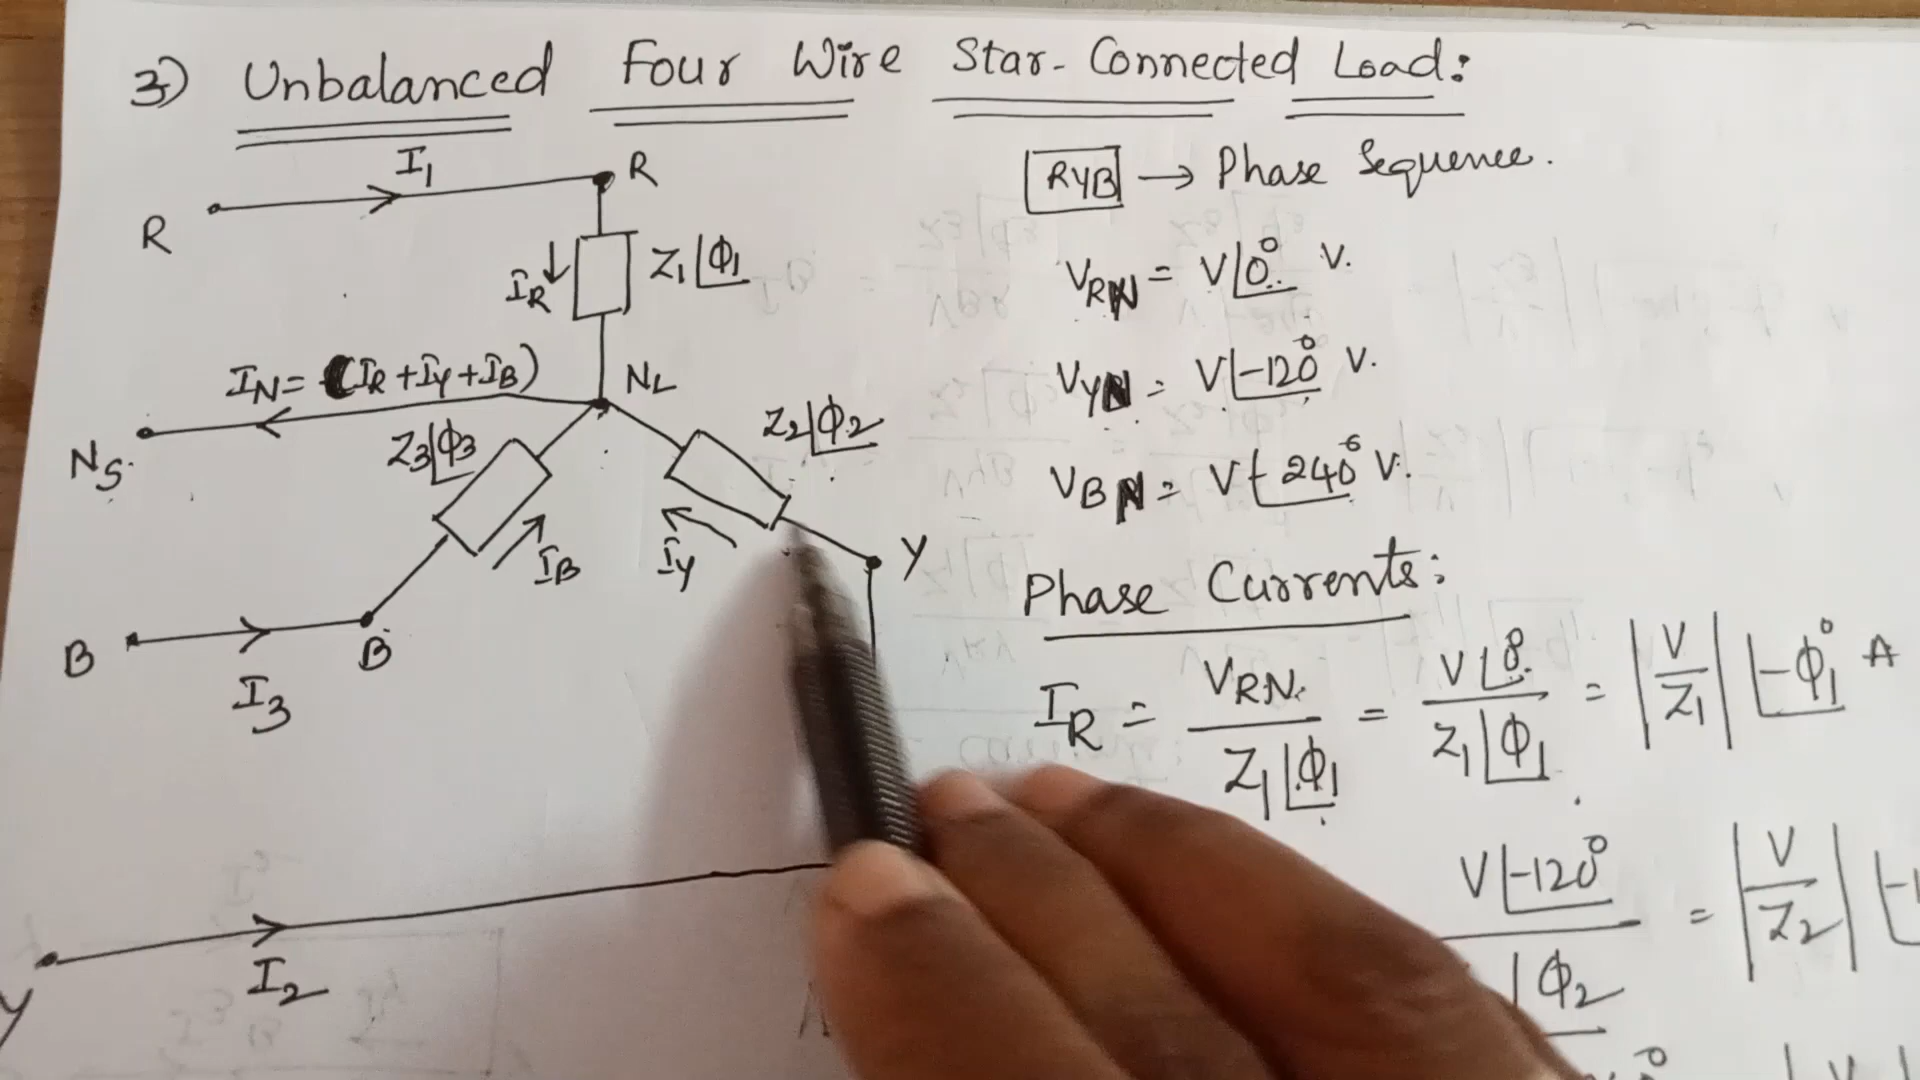 3) Unbalanced Four Wire Star-Connected Load:
I1
R
R
RYB → Phase Sequence.
IR ↓
Z1∠ϕ1
VRN = V∠0° V.
IN = (IR + IY + IB)
NL
VYN = V∠-120° V.
NS
Z3∠ϕ3
Z2∠ϕ2
VBN = V∠-240° V.
IB
IY
Y
B
B
I3
Phase Currents:
IR = VRN / Z1∠ϕ1 = V∠0° / Z1∠ϕ1 = |V/Z1| ∠-ϕ1° A
V∠-120° / ∠ϕ2 = |V/Z2| ∠-1
Y
I2